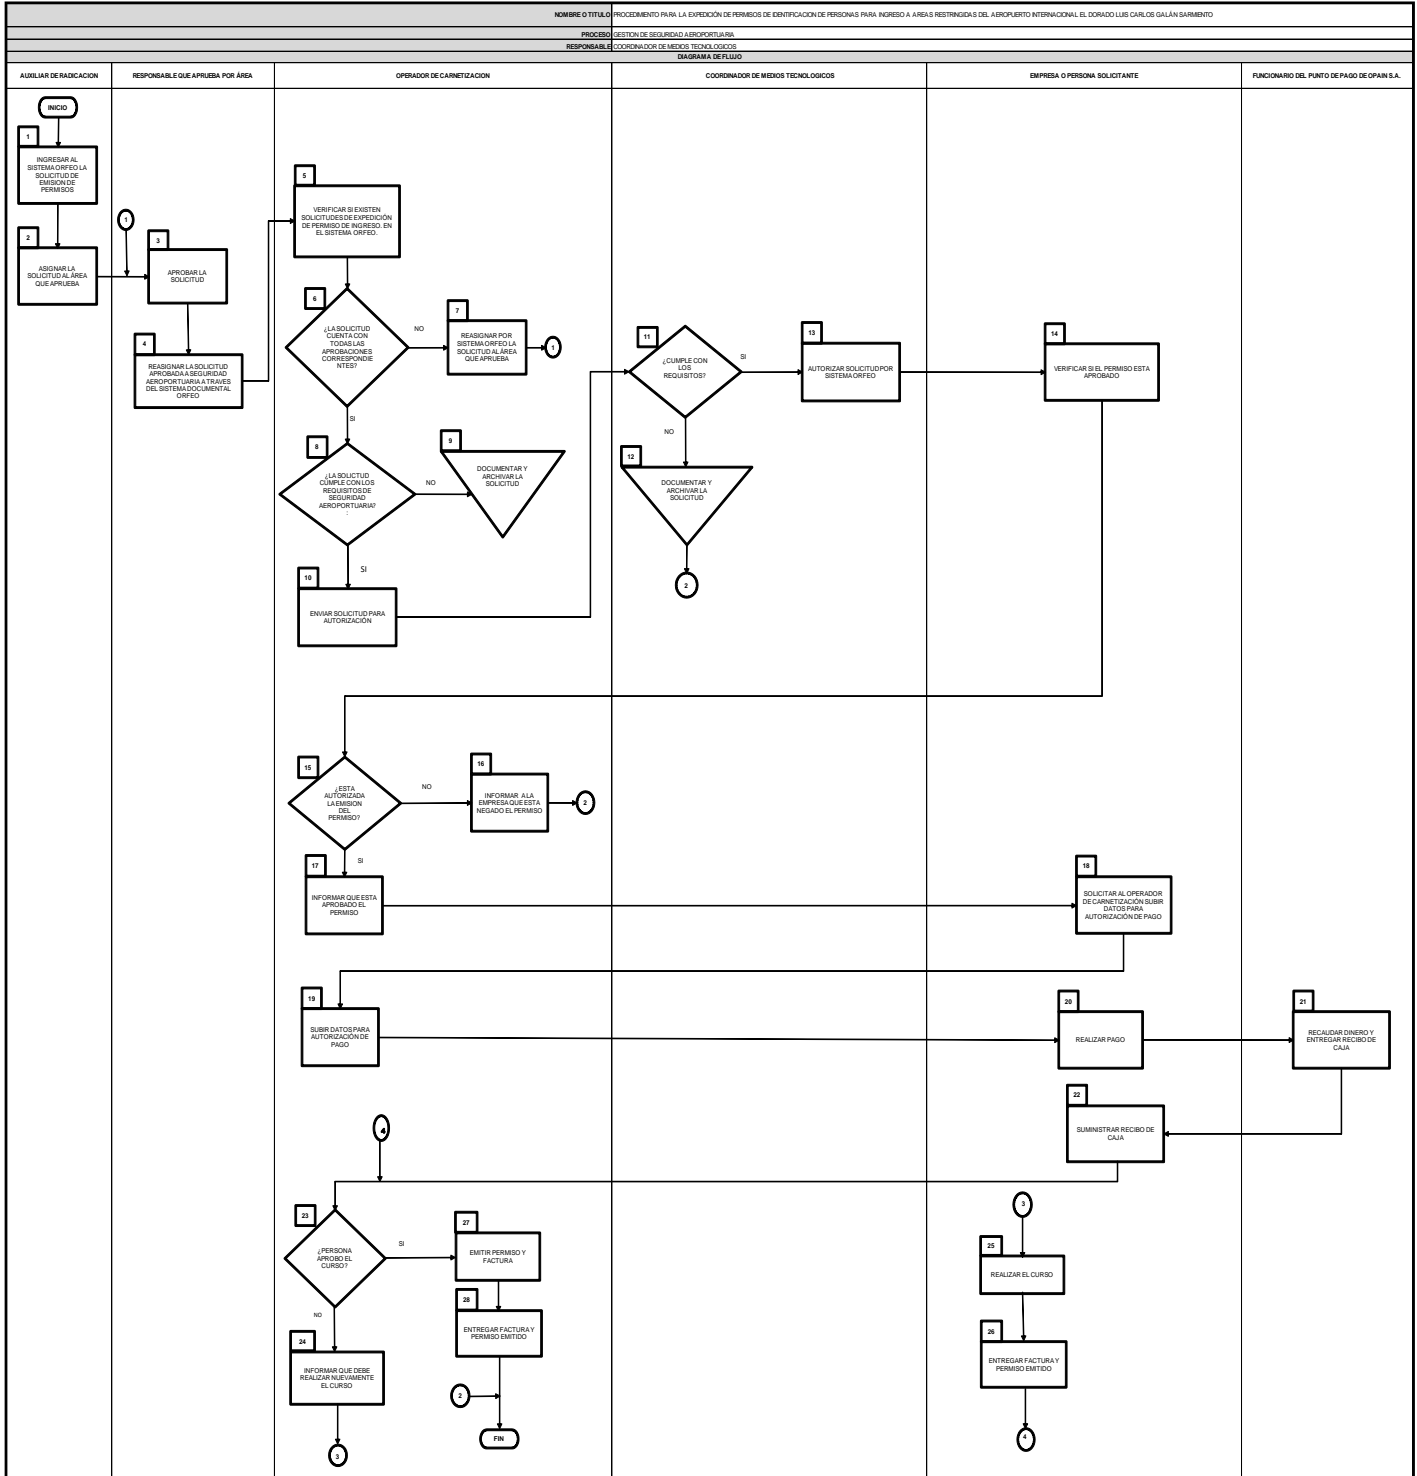 NOMBRE O TITULO PROCEDIMIENTO PARA LA EXPEDICIÓN DE PERMISOS DE IDENTIFICACION DE PERSONAS PARA INGRESO A AREAS RESTRINGIDAS DEL AEROPUERTO INTERNACIONAL EL DORADO LUIS CARLOS GALÁN SARMIENTO
PROCESO GESTION DE SEGURIDAD AEROPORTUARIA
RESPONSABLE COORDINADOR DE MEDIOS TECNOLOGICOS
DIAGRAMA DE FLUJO
AUXILIAR DE RADICACION
RESPONSABLE QUE APRUEBA POR ÁREA
OPERADOR DE CARNETIZACION
COORDINADOR DE MEDIOS TECNOLOGICOS
EMPRESA O PERSONA SOLICITANTE
FUNCIONARIO DEL PUNTO DE PAGO DE OPAIN S.A.
INICIO
1
INGRESAR AL
SISTEMA ORFEO LA
SOLICITUD DE
EMISION DE
PERMISOS
2
ASIGNAR LA
SOLICITUD AL ÁREA
QUE APRUEBA
1
3
APROBAR LA
SOLICITUD
4
REASIGNAR LA SOLICITUD
APROBADA A SEGURIDAD
AEROPORTUARIA A TRAVES
DEL SISTEMA DOCUMENTAL
ORFEO
5
VERIFICAR SI EXISTEN
SOLICITUDES DE EXPEDICIÓN
DE PERMISO DE INGRESO. EN
EL SISTEMA ORFEO.
6
¿LA SOLICITUD
CUENTA CON
TODAS LAS
APROBACIONES
CORRESPONDIE
NTES?
NO
7
REASIGNAR POR
SISTEMA ORFEO LA
SOLICITUD AL ÁREA
QUE APRUEBA
1
SI
8
¿LA SOLICTUD
CUMPLE CON LOS
REQUISITOS DE
SEGURIDAD
AEROPORTUARIA?
:
NO
9
DOCUMENTAR Y
ARCHIVAR LA
SOLICITUD
SI
10
ENVIAR SOLICITUD PARA
AUTORIZACIÓN
11
¿CUMPLE CON
LOS
REQUISITOS?
SI
NO
12
DOCUMENTAR Y
ARCHIVAR LA
SOLICITUD
2
13
AUTORIZAR SOLICITUD POR
SISTEMA ORFEO
14
VERIFICAR SI EL PERMISO ESTA
APROBADO
15
¿ESTA
AUTORIZADA
LA EMISION
DEL
PERMISO?
NO
16
INFORMAR A LA
EMPRESA QUE ESTA
NEGADO EL PERMISO
2
SI
17
INFORMAR QUE ESTA
APROBADO EL
PERMISO
18
SOLICITAR AL OPERADOR
DE CARNETIZACIÓN SUBIR
DATOS PARA
AUTORIZACIÓN DE PAGO
19
SUBIR DATOS PARA
AUTORIZACIÓN DE
PAGO
20
REALIZAR PAGO
21
RECAUDAR DINERO Y
ENTREGAR RECIBO DE
CAJA
22
SUMINISTRAR RECIBO DE
CAJA
4
23
¿PERSONA
APROBO EL
CURSO?
SI
NO
24
INFORMAR QUE DEBE
REALIZAR NUEVAMENTE
EL CURSO
3
27
EMITIR PERMISO Y
FACTURA
28
ENTREGAR FACTURA Y
PERMISO EMITIDO
2
FIN
3
25
REALIZAR EL CURSO
26
ENTREGAR FACTURA Y
PERMISO EMITIDO
4